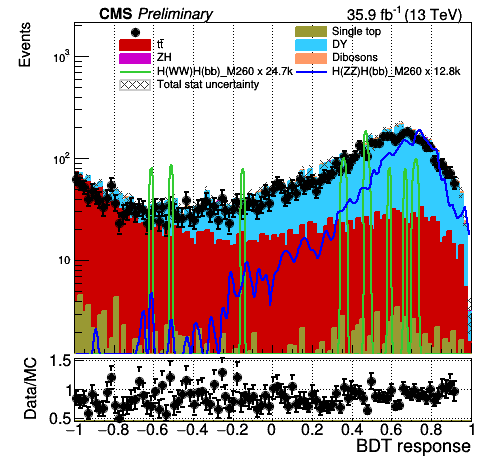 CMS Preliminary 35.9 fb⁻¹ (13 TeV)
Events
Single top
tt̄ DY
ZH Dibosons
H(WW)H(bb)_M260 x 24.7k H(ZZ)H(bb)_M260 x 12.8k
Total stat uncertainty
10³
10²
10
Data/MC
1.5
1
0.5
−1 −0.8 −0.6 −0.4 −0.2 0 0.2 0.4 0.6 0.8 1
BDT response